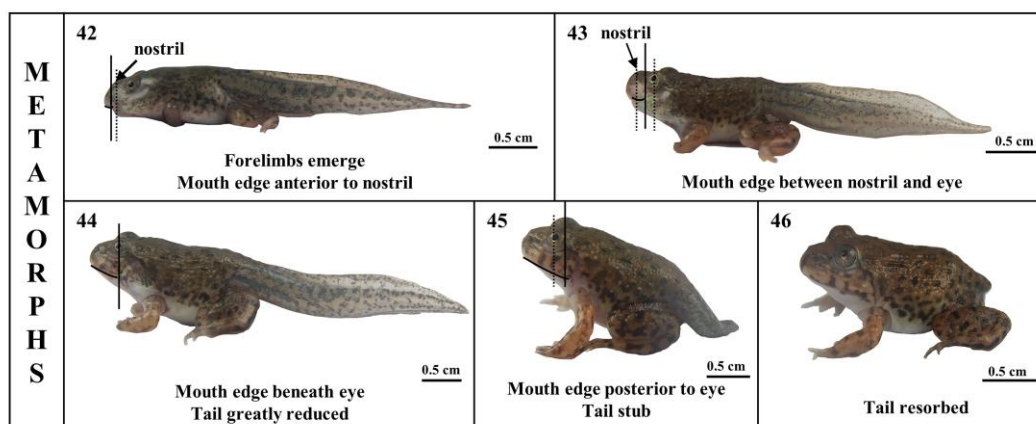 METAMORPHS
42
nostril
0.5 cm
Forelimbs emerge
Mouth edge anterior to nostril
43
nostril
0.5 cm
Mouth edge between nostril and eye
44
0.5 cm
Mouth edge beneath eye
Tail greatly reduced
45
0.5 cm
Mouth edge posterior to eye
Tail stub
46
0.5 cm
Tail resorbed